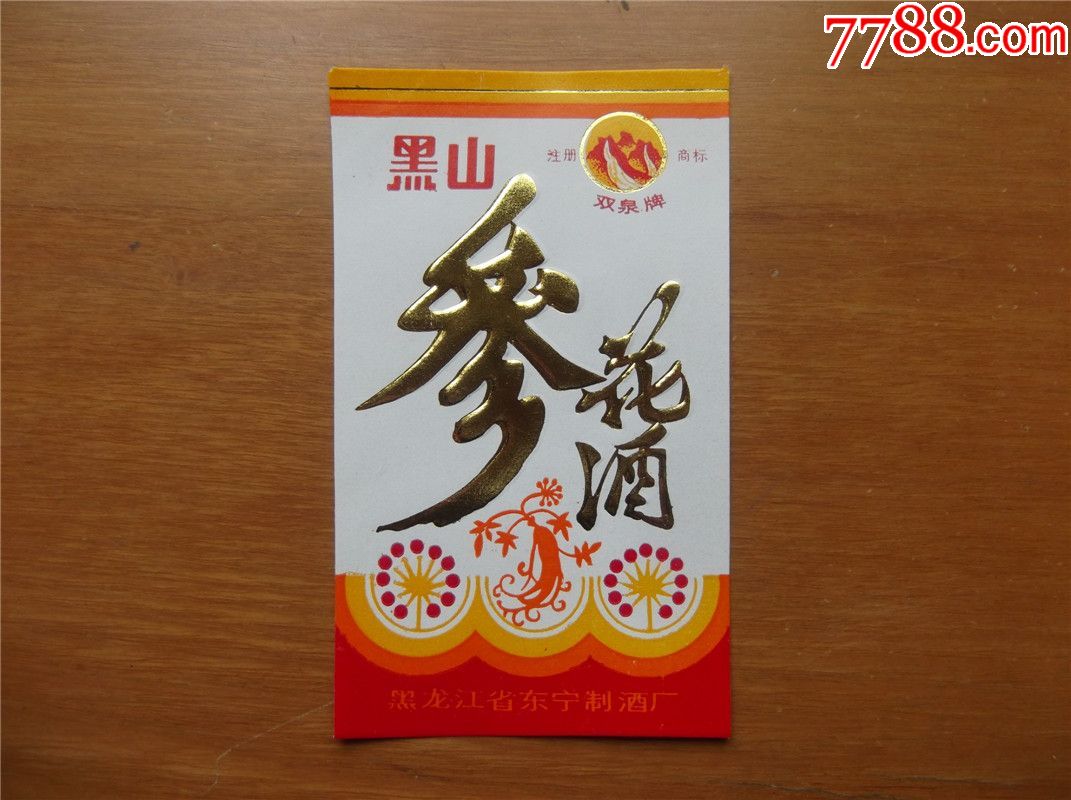 7788.com
黑山
注册 商标
双泉牌
参花酒
黑龙江省东宁制酒厂